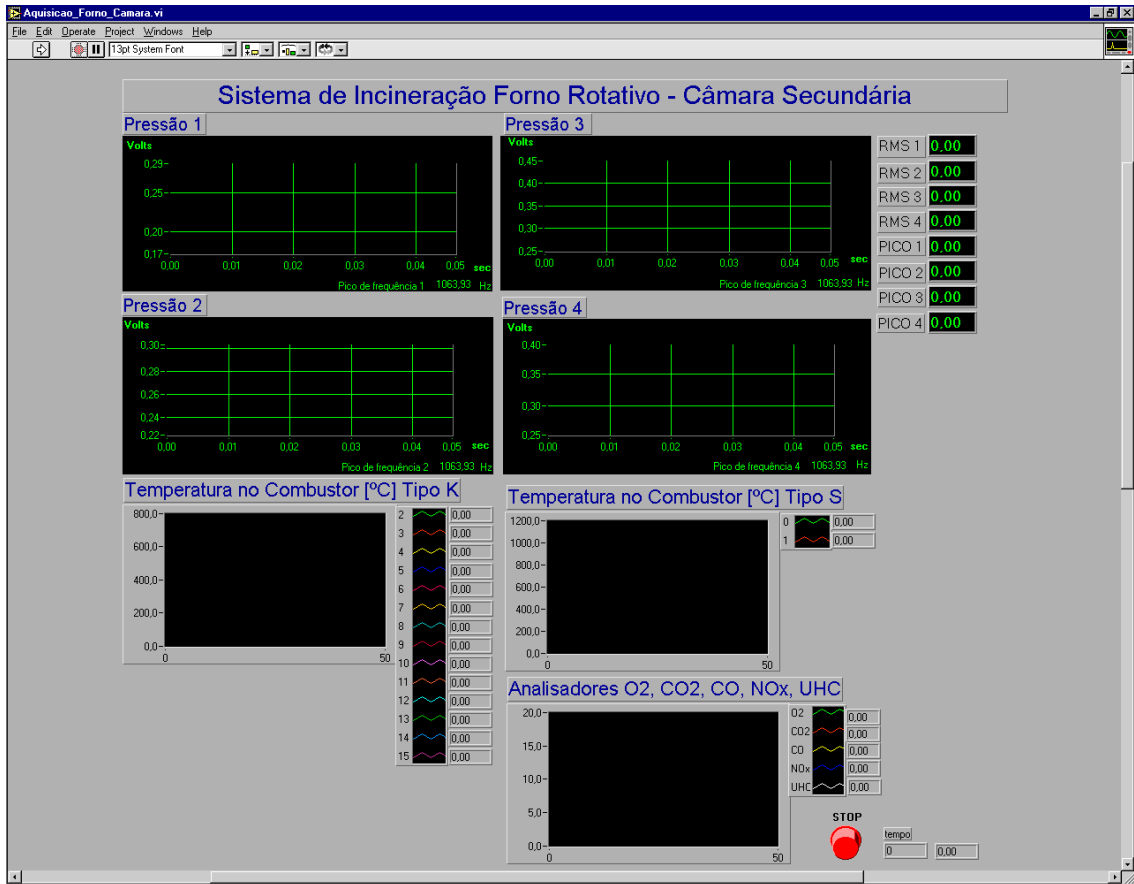 Aquisicao_Forno_Camara.vi
File Edit Operate Project Windows Help
13pt System Font
Sistema de Incineração Forno Rotativo - Câmara Secundária
Pressão 1
Volts
0,29
0,25
0,20
0,17
0,00 0,01 0,02 0,03 0,04 0,05 sec
Pico de frequência 1 1063,93 Hz
Pressão 3
Volts
0,45
0,40
0,35
0,30
0,25
0,00 0,01 0,02 0,03 0,04 0,05 sec
Pico de frequência 3 1063,93 Hz
RMS 1 0,00
RMS 2 0,00
RMS 3 0,00
RMS 4 0,00
PICO 1 0,00
PICO 2 0,00
PICO 3 0,00
PICO 4 0,00
Pressão 2
Volts
0,30
0,28
0,26
0,24
0,22
0,00 0,01 0,02 0,03 0,04 0,05 sec
Pico de frequência 2 1063,93 Hz
Pressão 4
Volts
0,40
0,35
0,30
0,25
0,00 0,01 0,02 0,03 0,04 0,05 sec
Pico de frequência 4 1063,93 Hz
Temperatura no Combustor [ºC] Tipo K
800,0
600,0
400,0
200,0
0,0
0 50
2 0,00
3 0,00
4 0,00
5 0,00
6 0,00
7 0,00
8 0,00
9 0,00
10 0,00
11 0,00
12 0,00
13 0,00
14 0,00
15 0,00
Temperatura no Combustor [ºC] Tipo S
1200,0
1000,0
800,0
600,0
400,0
200,0
0,0
0 50
0 0,00
1 0,00
Analisadores O2, CO2, CO, NOx, UHC
20,0
15,0
10,0
5,0
0,0
0 50
O2 0,00
CO2 0,00
CO 0,00
NOx 0,00
UHC 0,00
STOP
tempo
0 0,00